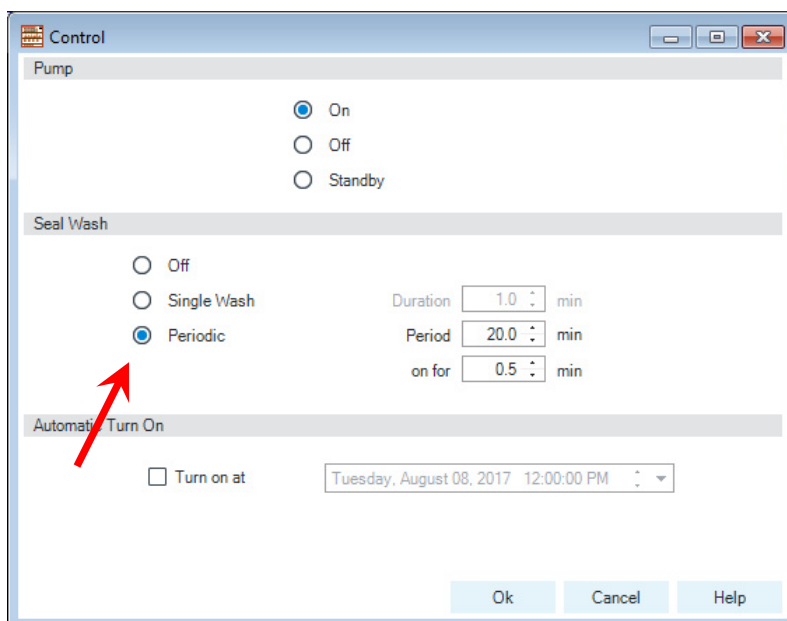 Control
Pump
On
Off
Standby
Seal Wash
Off
Single Wash Duration 1.0 min
Periodic Period 20.0 min
on for 0.5 min
Automatic Turn On
Turn on at Tuesday, August 08, 2017 12:00:00 PM
Ok Cancel Help